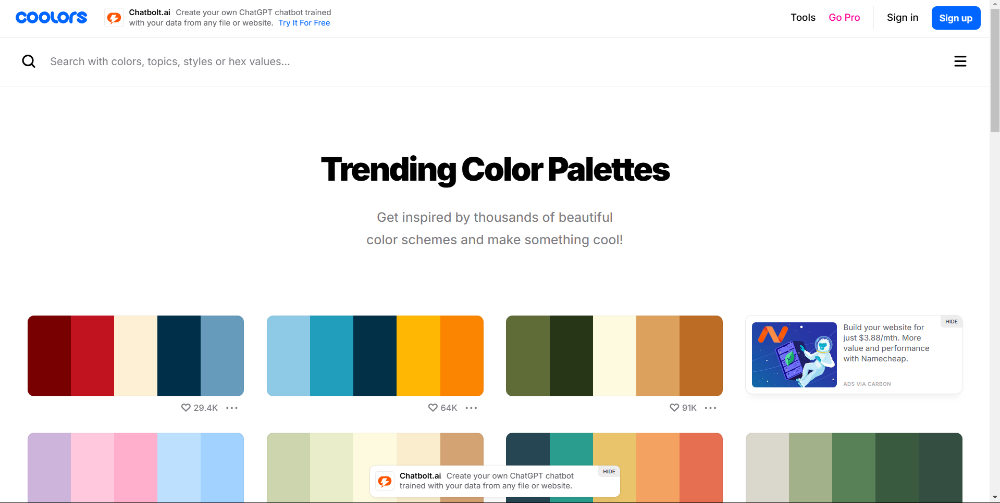 coolors
Chatbolt.ai Create your own ChatGPT chatbot trained
with your data from any file or website. Try It For Free
Tools
Go Pro
Sign in
Sign up
Search with colors, topics, styles or hex values...
Trending Color Palettes
Get inspired by thousands of beautiful
color schemes and make something cool!
29.4K
64K
91K
HIDE
Build your website for
just $3.88/mth. More
value and performance
with Namecheap.
ADS VIA CARBON
HIDE
Chatbolt.ai Create your own ChatGPT chatbot
trained with your data from any file or website.